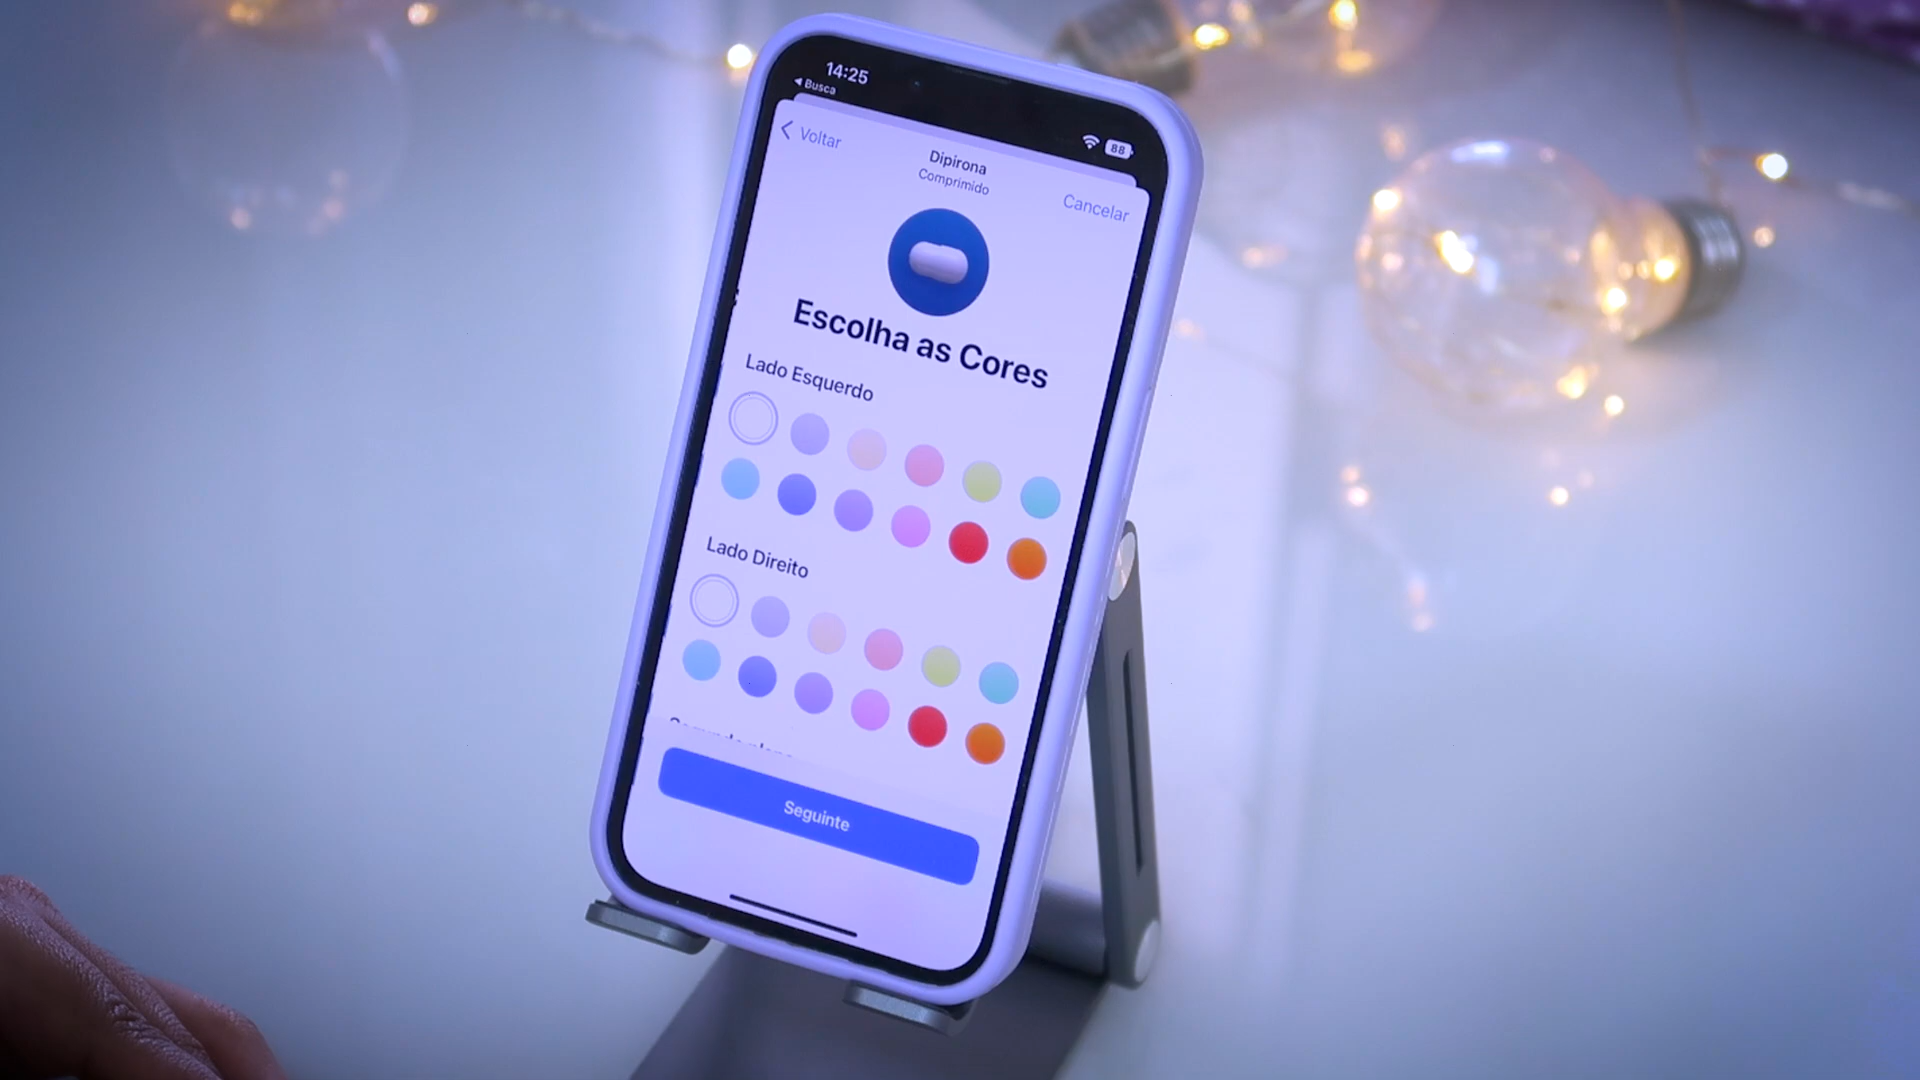 14:25
◀ Busca
88
Voltar
Dipirona
Comprimido
Cancelar
Escolha as Cores
Lado Esquerdo
Lado Direito
Seguinte